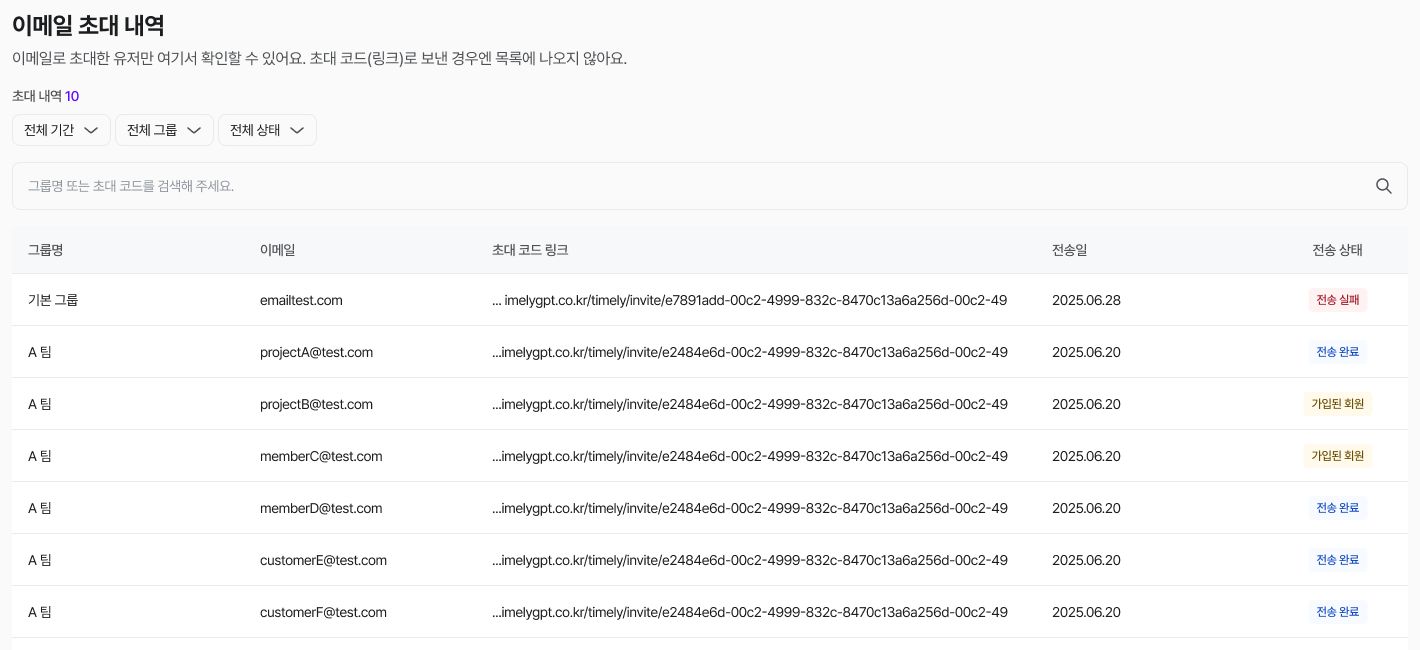 이메일 초대 내역
이메일로 초대한 유저만 여기서 확인할 수 있어요. 초대 코드(링크)로 보낸 경우엔 목록에 나오지 않아요.
초대 내역 10
전체 기간 전체 그룹 전체 상태
그룹명 또는 초대 코드를 검색해 주세요.
그룹명 이메일 초대 코드 링크 전송일 전송 상태
기본 그룹 emailtest.com ... imelygpt.co.kr/timely/invite/e7891add-00c2-4999-832c-8470c13a6a256d-00c2-49 2025.06.28 전송 실패
A 팀 projectA@test.com ...imelygpt.co.kr/timely/invite/e2484e6d-00c2-4999-832c-8470c13a6a256d-00c2-49 2025.06.20 전송 완료
A 팀 projectB@test.com ...imelygpt.co.kr/timely/invite/e2484e6d-00c2-4999-832c-8470c13a6a256d-00c2-49 2025.06.20 가입된 회원
A 팀 memberC@test.com ...imelygpt.co.kr/timely/invite/e2484e6d-00c2-4999-832c-8470c13a6a256d-00c2-49 2025.06.20 가입된 회원
A 팀 memberD@test.com ...imelygpt.co.kr/timely/invite/e2484e6d-00c2-4999-832c-8470c13a6a256d-00c2-49 2025.06.20 전송 완료
A 팀 customerE@test.com ...imelygpt.co.kr/timely/invite/e2484e6d-00c2-4999-832c-8470c13a6a256d-00c2-49 2025.06.20 전송 완료
A 팀 customerF@test.com ...imelygpt.co.kr/timely/invite/e2484e6d-00c2-4999-832c-8470c13a6a256d-00c2-49 2025.06.20 전송 완료